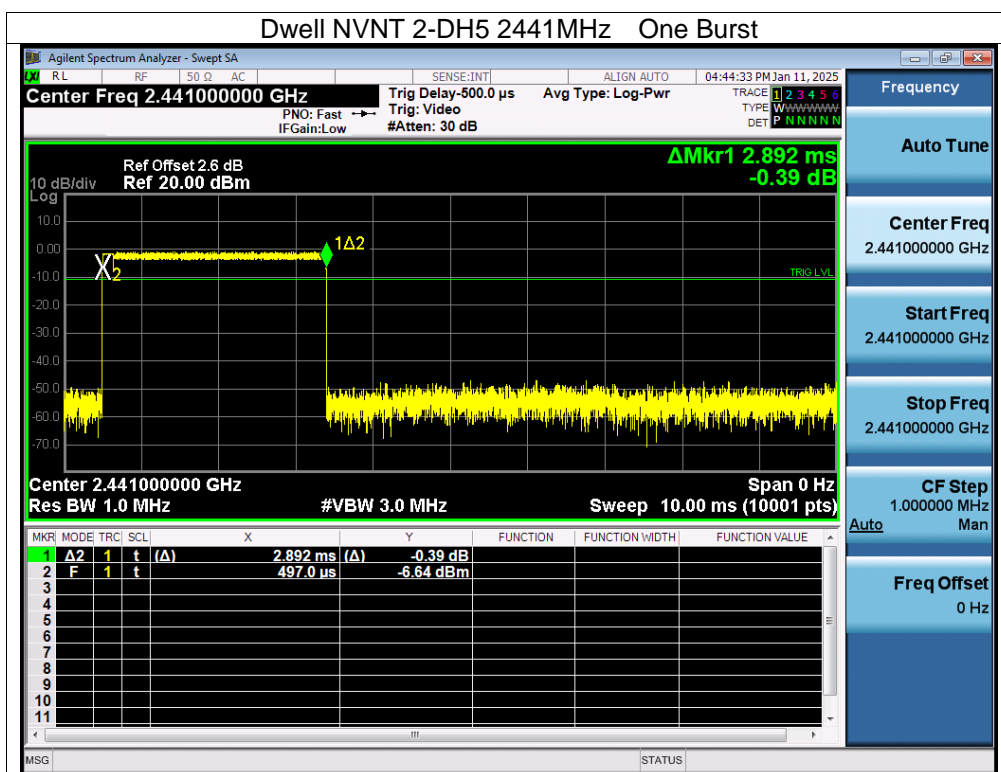 Dwell NVNT 2-DH5 2441MHz One Burst
Agilent Spectrum Analyzer - Swept SA
LXI RL RF 50 Ω AC SENSE:INT ALIGN AUTO 04:44:33 PM Jan 11, 2025
Center Freq 2.441000000 GHz
PNO: Fast
IFGain:Low
Trig Delay-500.0 µs
Trig: Video
#Atten: 30 dB
Avg Type: Log-Pwr
TRACE 1 2 3 4 5 6
TYPE WWWWWW
DET P N N N N N
ΔMkr1 2.892 ms
-0.39 dB
Ref Offset 2.6 dB
10 dB/div Ref 20.00 dBm
Log
10.0
0.00
-10.0
-20.0
-30.0
-40.0
-50.0
-60.0
-70.0
1Δ2
X2
TRIG LVL
Center 2.441000000 GHz Span 0 Hz
Res BW 1.0 MHz #VBW 3.0 MHz Sweep 10.00 ms (10001 pts)
MKR MODE TRC SCL X Y FUNCTION FUNCTION WIDTH FUNCTION VALUE
1 Δ2 1 t (Δ) 2.892 ms (Δ) -0.39 dB
2 F 1 t 497.0 µs -6.64 dBm
3
4
5
6
7
8
9
10
11
MSG STATUS
Frequency
Auto Tune
Center Freq
2.441000000 GHz
Start Freq
2.441000000 GHz
Stop Freq
2.441000000 GHz
CF Step
1.000000 MHz
Auto Man
Freq Offset
0 Hz